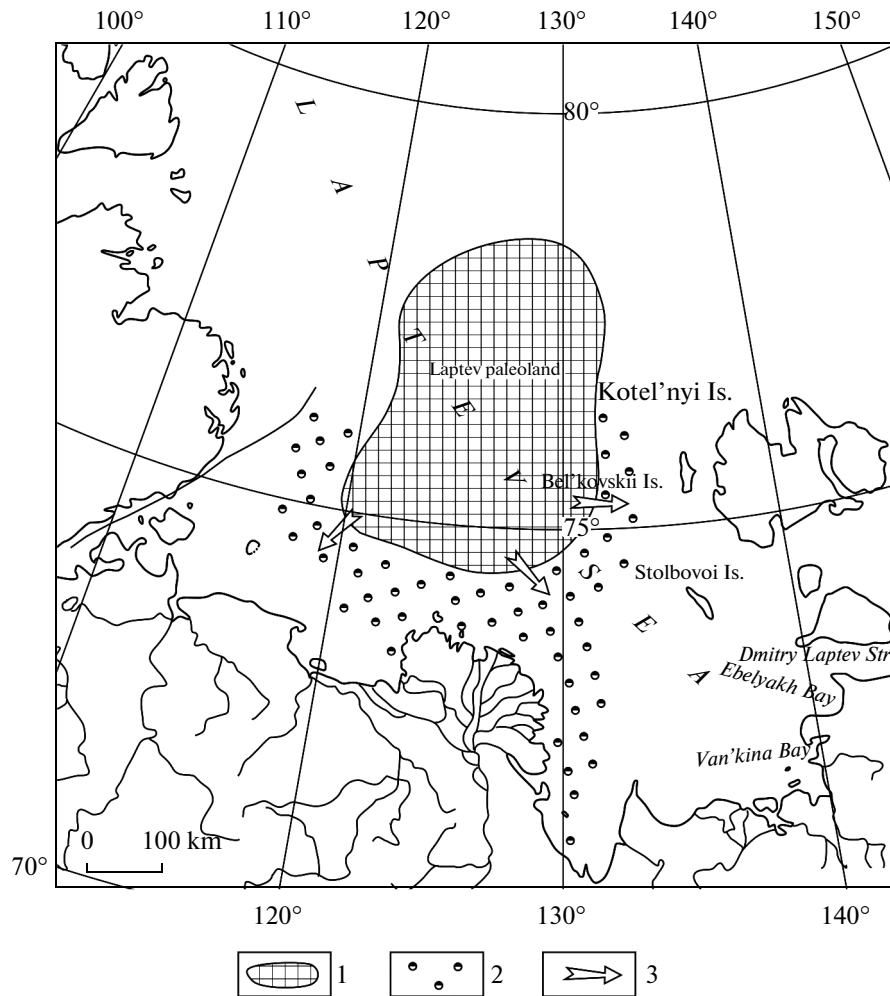 100° 110° 120° 130° 140° 150°
80°
L A P T E V S E A
Laptev paleoland
Kotel'nyi Is.
Bel'kovskii Is.
75°
Stolbovoi Is.
Dmitry Laptev Str
Ebelyakh Bay
Van'kina Bay
0 100 km
70°
120° 130° 140°
1 2 3